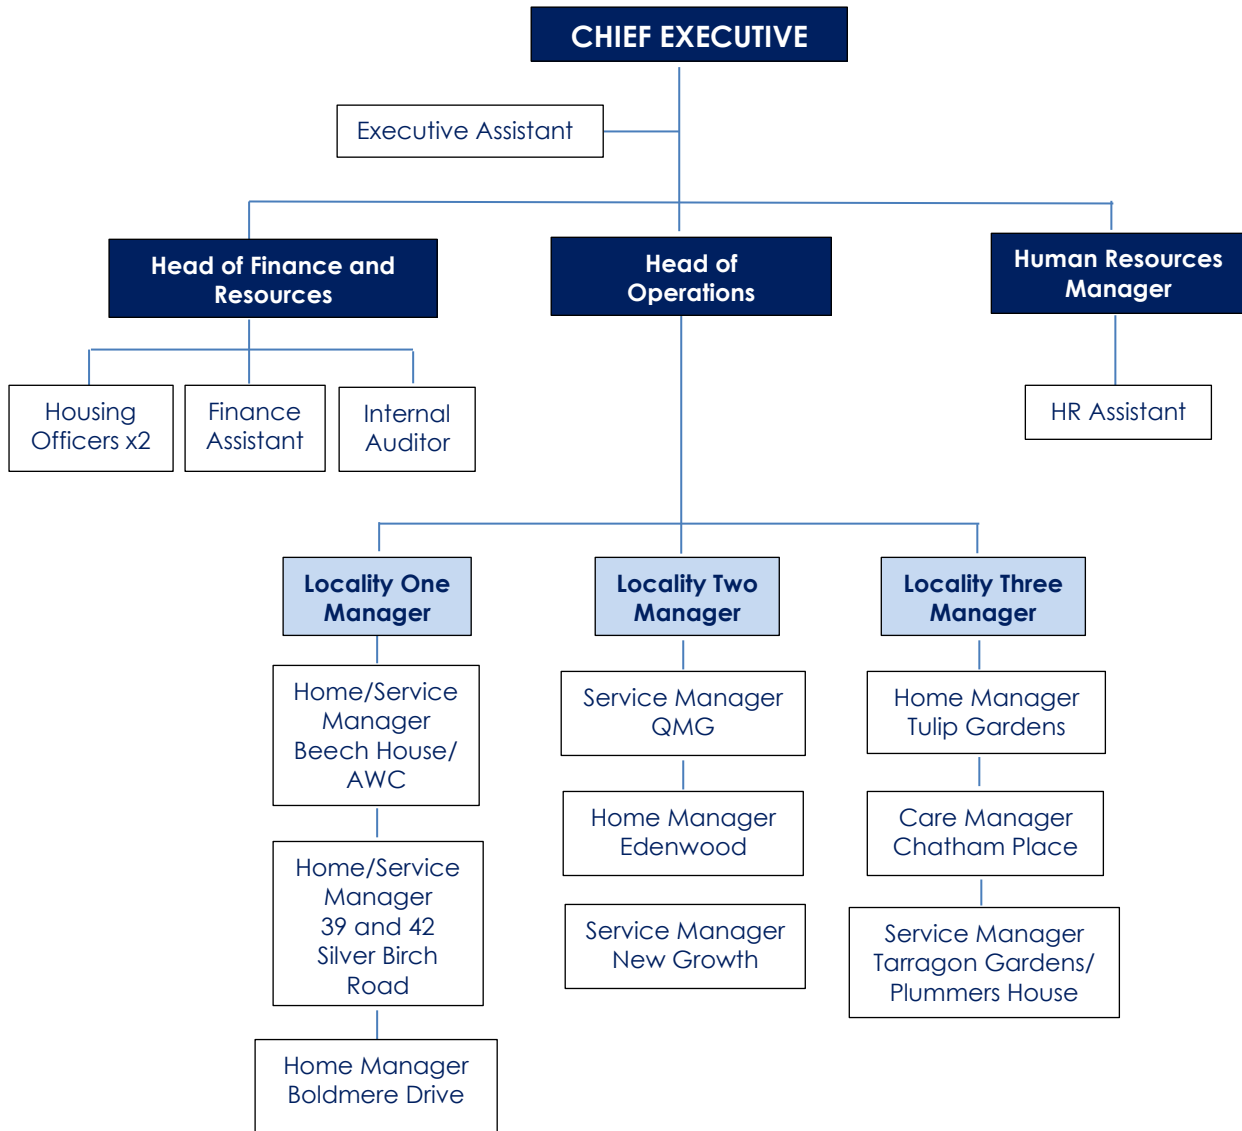 CHIEF EXECUTIVE
Executive Assistant
Head of Finance and
Resources
Head of
Operations
Human Resources
Manager
Housing
Officers x2
Finance
Assistant
Internal
Auditor
HR Assistant
Locality One
Manager
Locality Two
Manager
Locality Three
Manager
Home/Service
Manager
Beech House/
AWC
Service Manager
QMG
Home Manager
Tulip Gardens
Home/Service
Manager
39 and 42
Silver Birch
Road
Home Manager
Edenwood
Care Manager
Chatham Place
Service Manager
New Growth
Service Manager
Tarragon Gardens/
Plummers House
Home Manager
Boldmere Drive